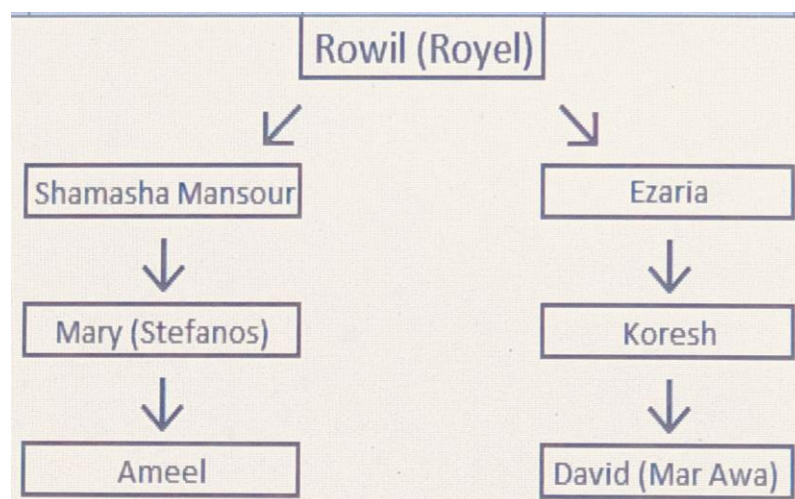 Rowil (Royel)
Shamasha Mansour
Ezaria
Mary (Stefanos)
Koresh
Ameel
David (Mar Awa)